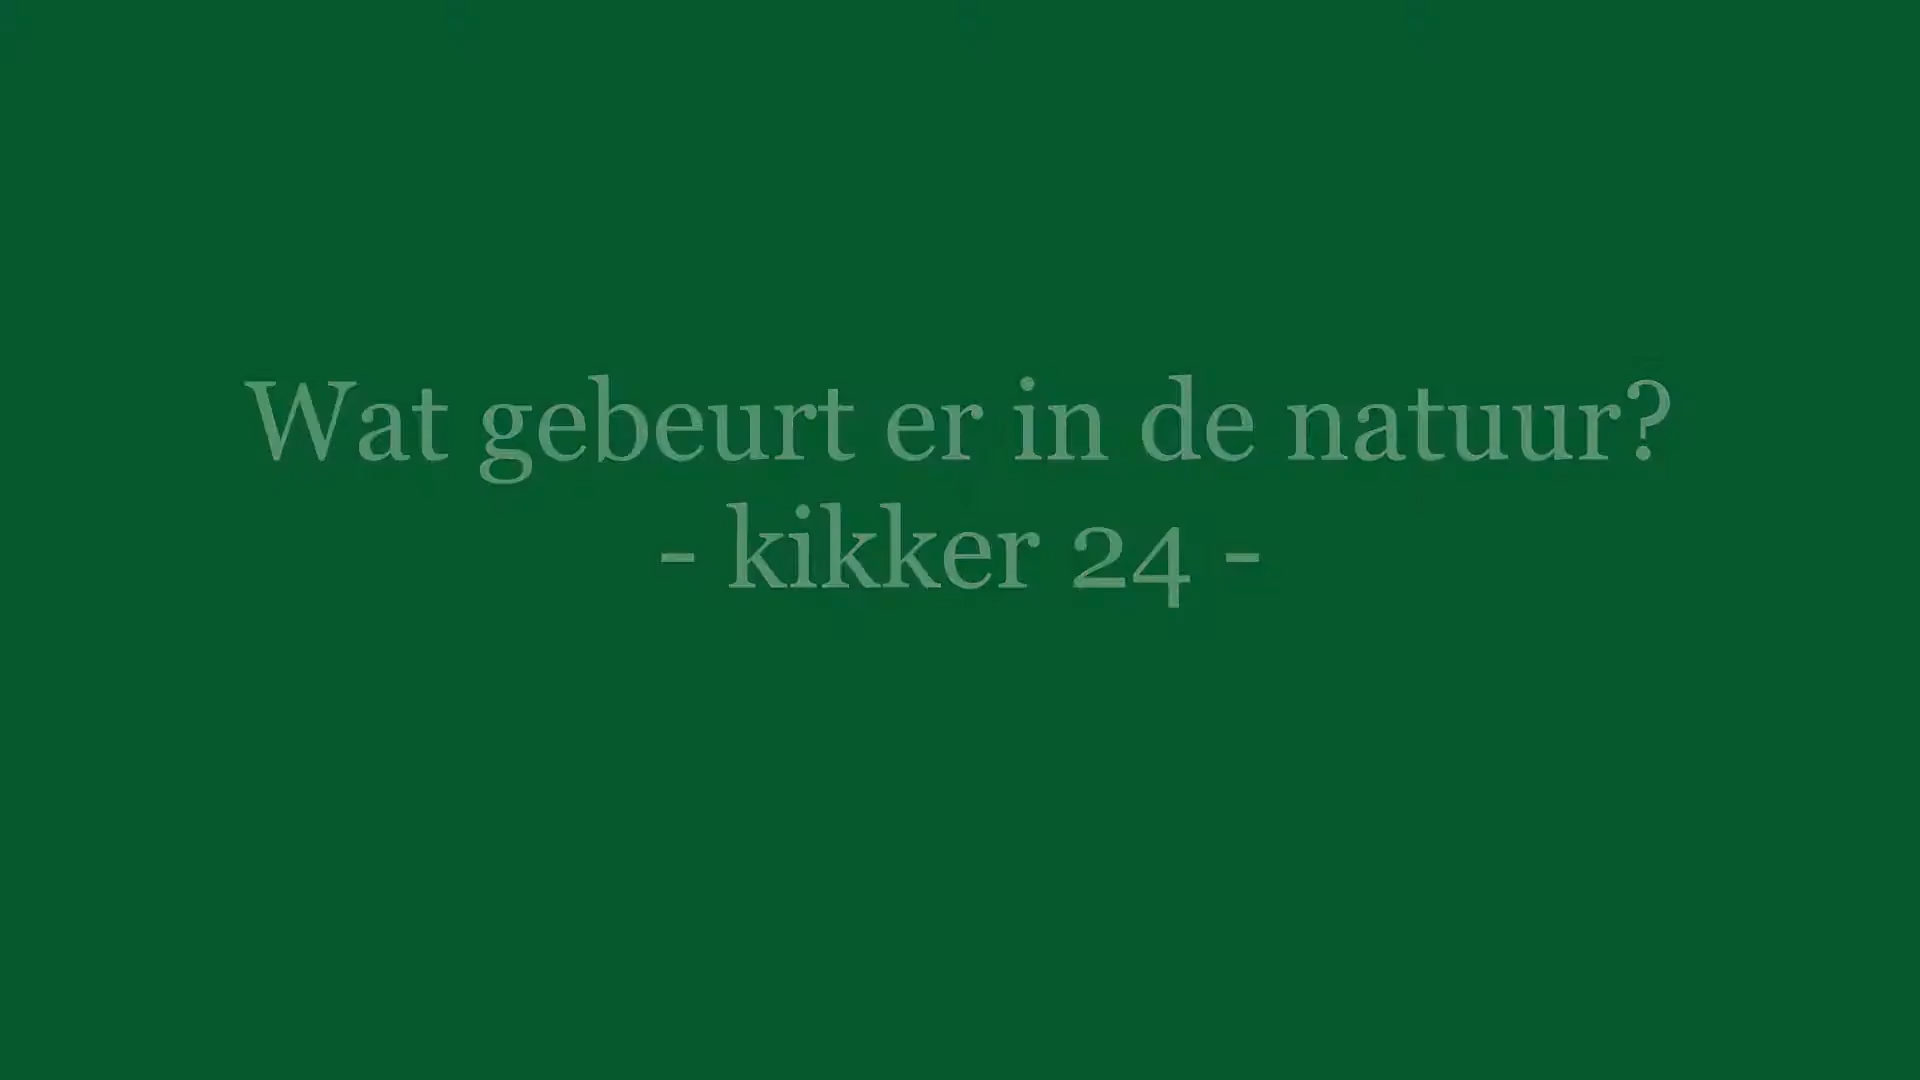 Wat gebeurt er in de natuur?
- kikker 24 -